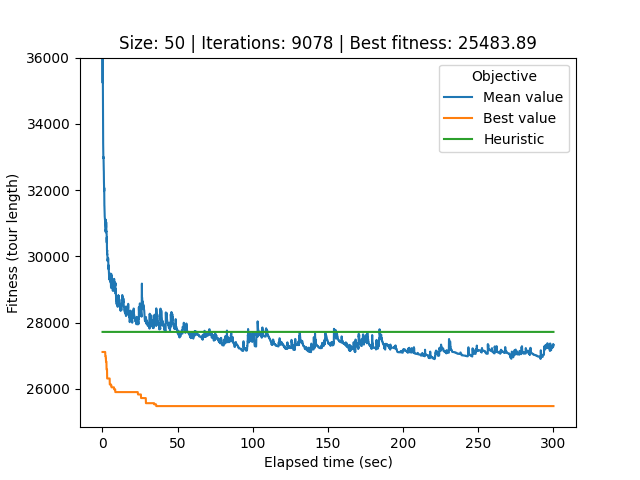 Size: 50 | Iterations: 9078 | Best fitness: 25483.89
Objective
Mean value
Best value
Heuristic
Fitness (tour length)
36000
34000
32000
30000
28000
26000
0 50 100 150 200 250 300
Elapsed time (sec)